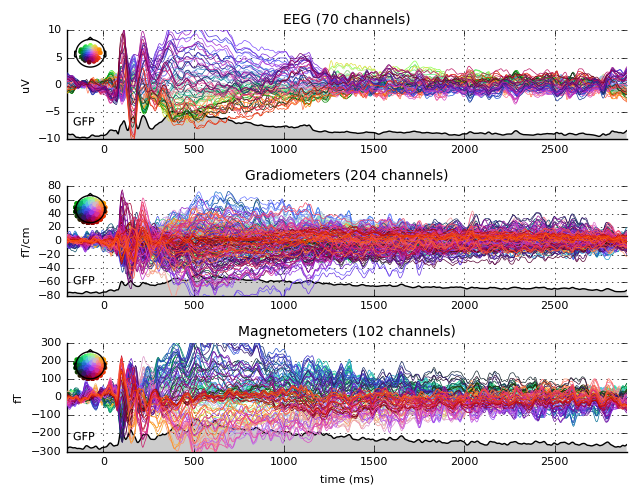 EEG (70 channels)
10
5
0
−5
−10
uV
GFP
0 500 1000 1500 2000 2500
Gradiometers (204 channels)
80
60
40
20
0
−20
−40
−60
−80
fT/cm
GFP
0 500 1000 1500 2000 2500
Magnetometers (102 channels)
300
200
100
0
−100
−200
−300
fT
GFP
0 500 1000 1500 2000 2500
time (ms)